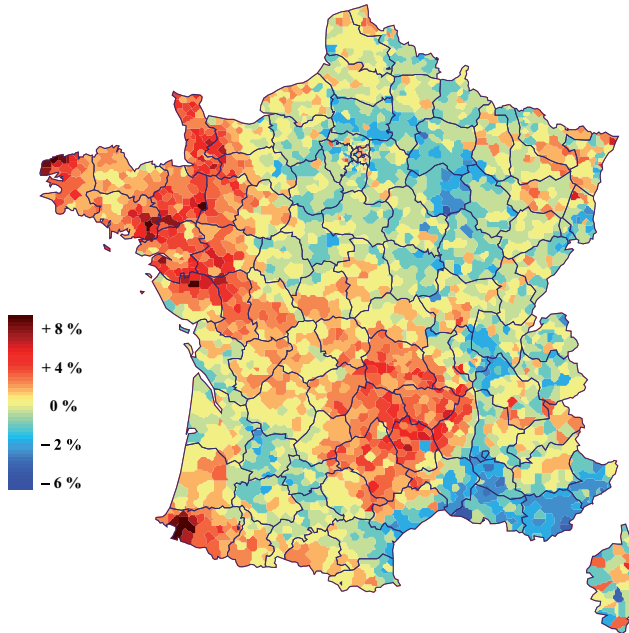 + 8 %
+ 4 %
0 %
– 2 %
– 6 %